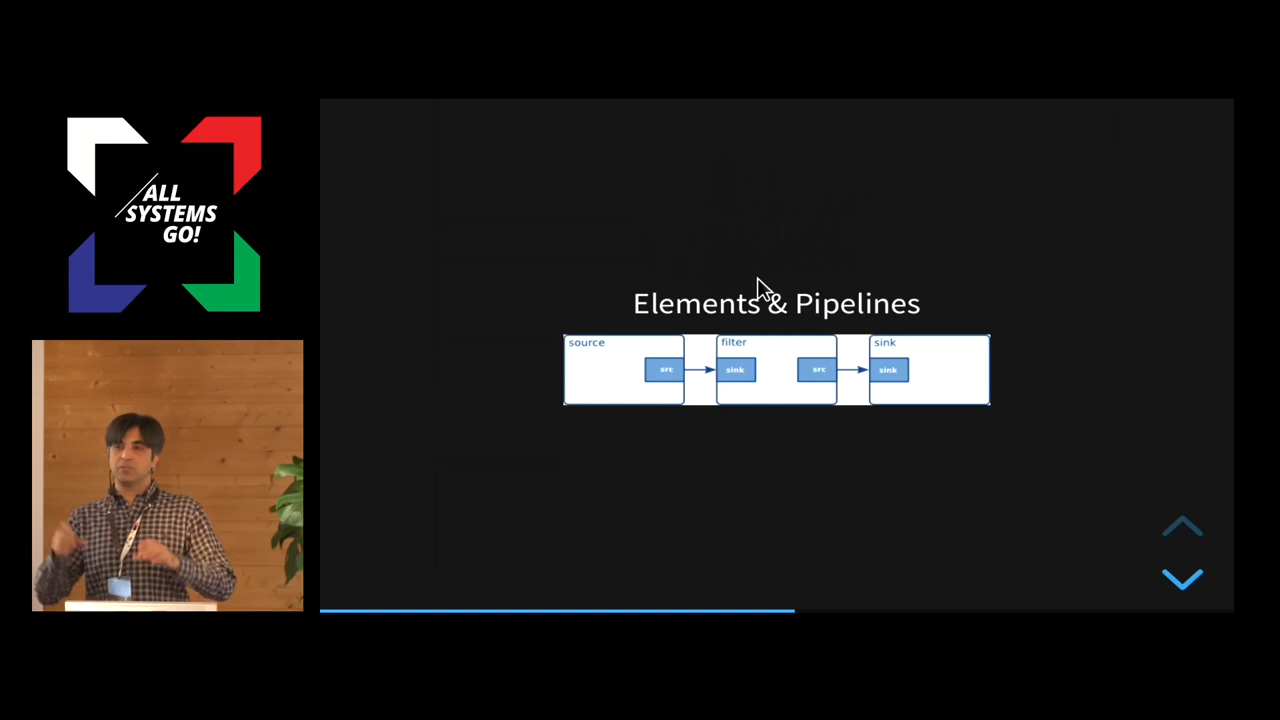 ALL
SYSTEMS
GO!
Elements & Pipelines
source
filter
sink
src
sink
src
sink